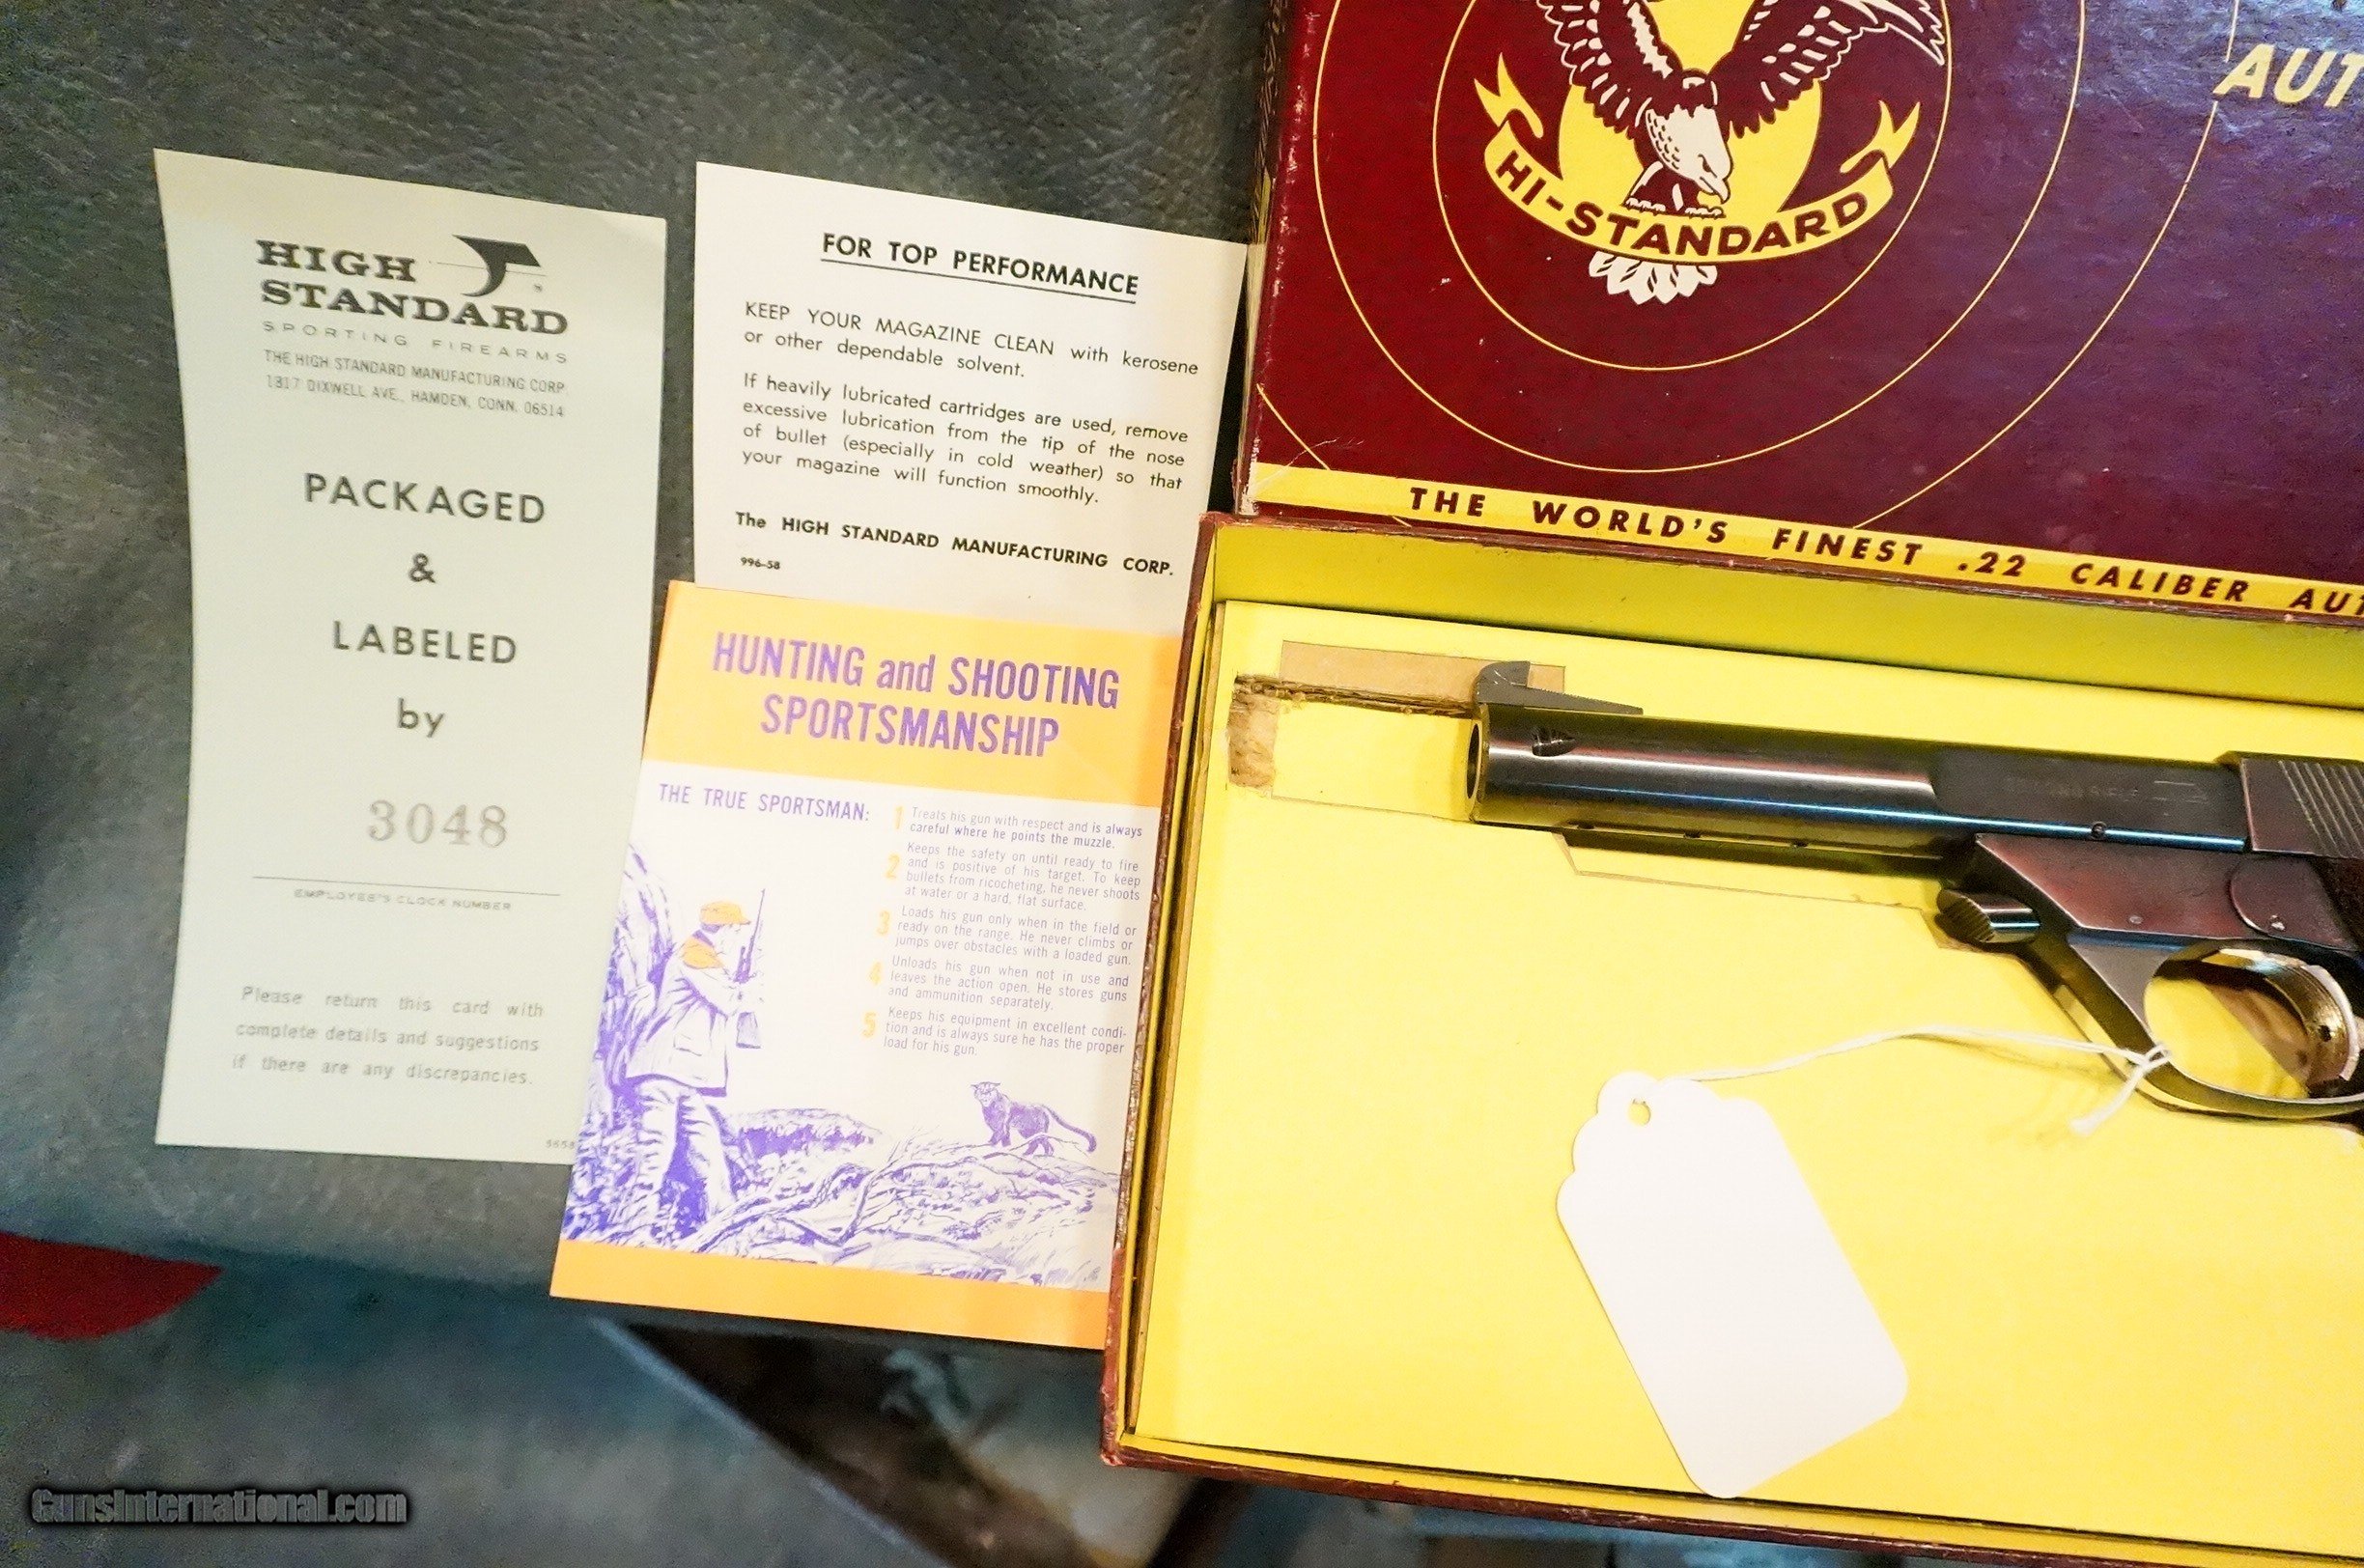 HIGH
STANDARD
SPORTING FIREARMS
THE HIGH STANDARD MANUFACTURING CORP.
1317 DIXWELL AVE., HAMDEN, CONN. 06514
PACKAGED
&
LABELED
by
3048
EMPLOYEE'S CLOCK NUMBER
Please return this card with
complete details and suggestions
if there are any discrepancies.
FOR TOP PERFORMANCE
KEEP YOUR MAGAZINE CLEAN with kerosene
or other dependable solvent.
If heavily lubricated cartridges are used, remove
excessive lubrication from the tip of the nose
of bullet (especially in cold weather) so that
your magazine will function smoothly.
The HIGH STANDARD MANUFACTURING CORP.
996-58
HUNTING and SHOOTING
SPORTSMANSHIP
THE TRUE SPORTSMAN:
1 Treats his gun with respect and is always
careful where he points the muzzle.
2 Keeps the safety on until ready to fire
and is positive of his target. To keep
bullets from ricocheting, he never shoots
at water or a hard, flat surface.
3 Loads his gun only when in the field or
ready on the range. He never climbs or
jumps over obstacles with a loaded gun.
4 Unloads his gun when not in use and
leaves the action open. He stores guns
and ammunition separately.
5 Keeps his equipment in excellent condi-
tion and is always sure he has the proper
load for his gun.
HI-STANDARD
AUT
THE WORLD'S FINEST .22 CALIBER AUT
GunsInternational.com